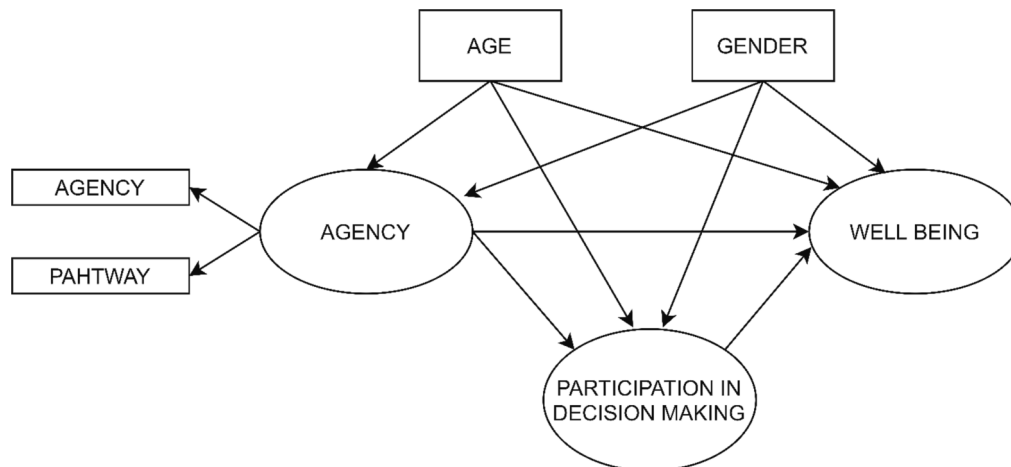 AGE
GENDER
AGENCY
PAHTWAY
AGENCY
WELL BEING
PARTICIPATION IN
DECISION MAKING